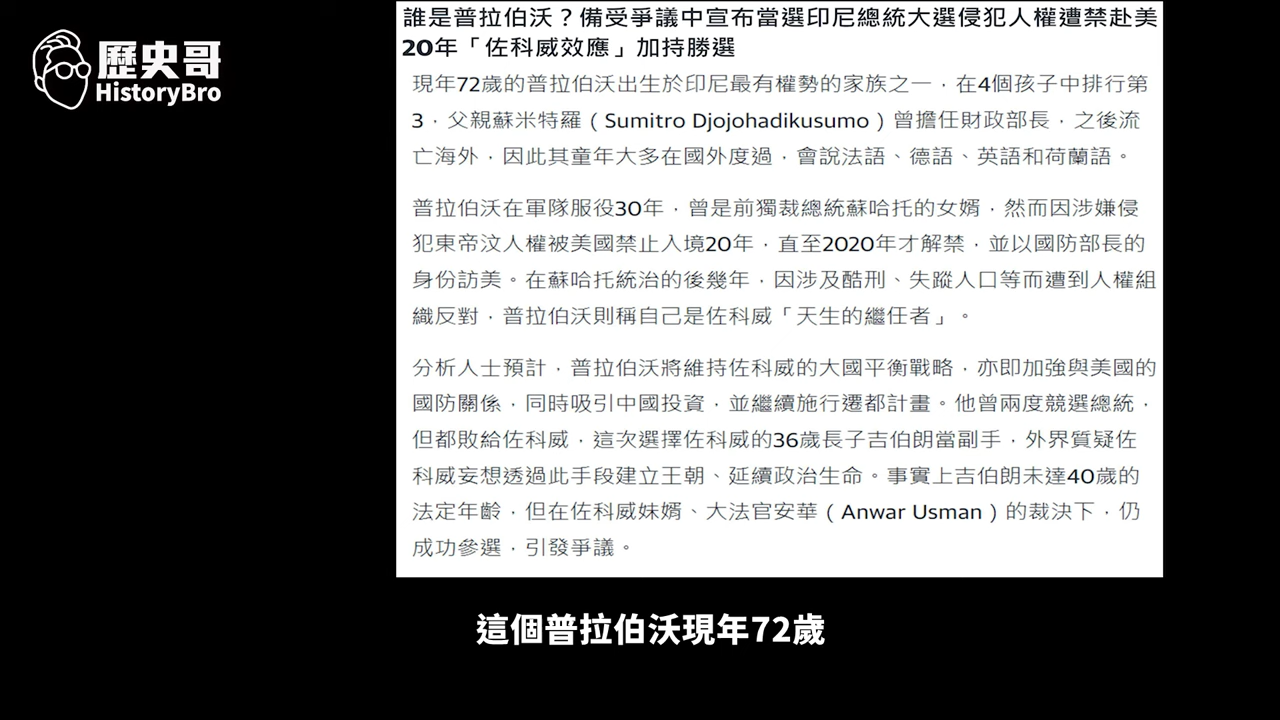 歷史哥
HistoryBro
誰是普拉伯沃？備受爭議中宣布當選印尼總統大選侵犯人權遭禁赴美
20年「佐科威效應」加持勝選
現年72歲的普拉伯沃出生於印尼最有權勢的家族之一，在4個孩子中排行第
3，父親蘇米特羅（Sumitro Djojohadikusumo）曾擔任財政部長，之後流
亡海外，因此其童年大多在國外度過，會說法語、德語、英語和荷蘭語。
普拉伯沃在軍隊服役30年，曾是前獨裁總統蘇哈托的女婿，然而因涉嫌侵
犯東帝汶人權被美國禁止入境20年，直至2020年才解禁，並以國防部長的
身份訪美。在蘇哈托統治的後幾年，因涉及酷刑、失蹤人口等而遭到人權組
織反對，普拉伯沃則稱自己是佐科威「天生的繼任者」。
分析人士預計，普拉伯沃將維持佐科威的大國平衡戰略，亦即加強與美國的
國防關係，同時吸引中國投資，並繼續施行遷都計畫。他曾兩度競選總統，
但都敗給佐科威，這次選擇佐科威的36歲長子吉伯朗當副手，外界質疑佐
科威妄想透過此手段建立王朝、延續政治生命。事實上吉伯朗未達40歲的
法定年齡，但在佐科威妹婿、大法官安華（Anwar Usman）的裁決下，仍
成功參選，引發爭議。
這個普拉伯沃現年72歲